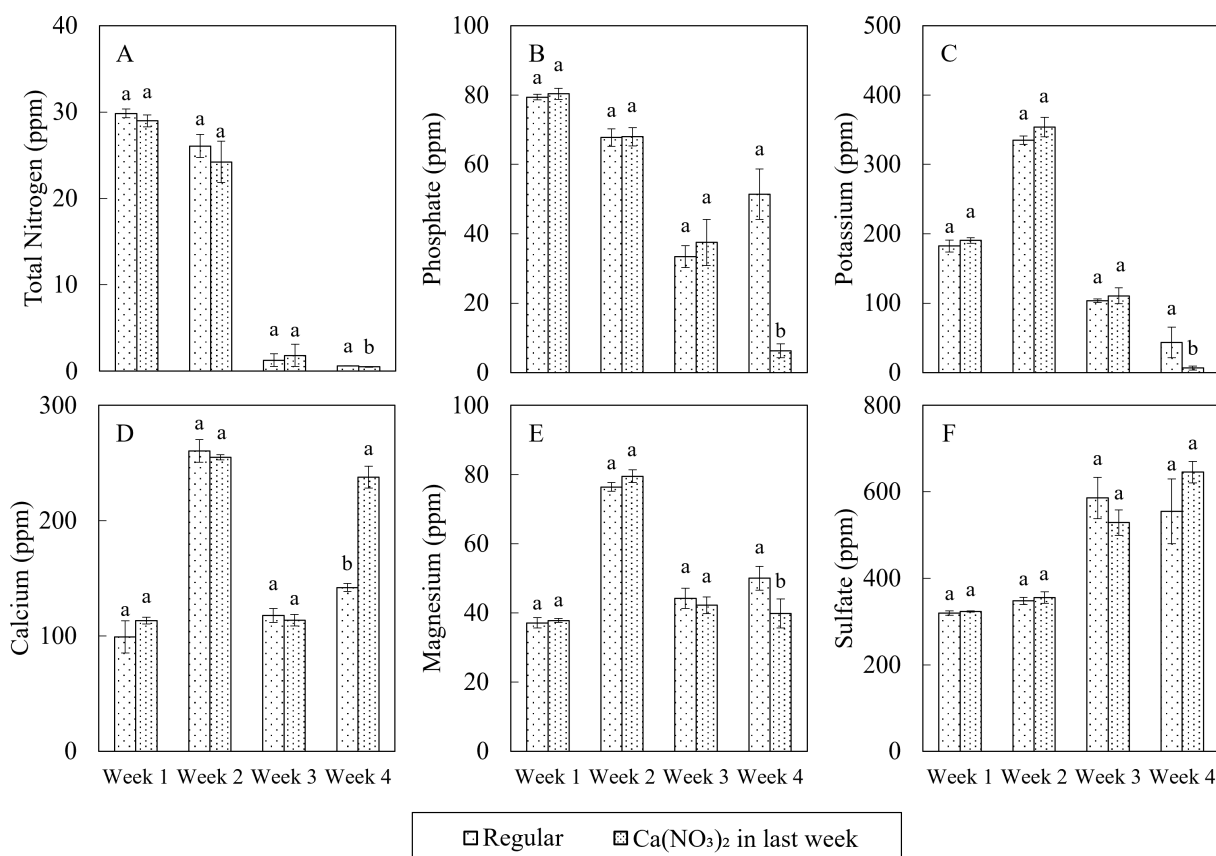 A
Total Nitrogen (ppm)
40
30
20
10
0
a a a a a a a b
B
Phosphate (ppm)
100
80
60
40
20
0
a a a a a a a b
C
Potassium (ppm)
500
400
300
200
100
0
a a a a a a a b
D
Calcium (ppm)
300
200
100
0
a a a a a a b a
Week 1 Week 2 Week 3 Week 4
E
Magnesium (ppm)
100
80
60
40
20
0
a a a a a a a b
Week 1 Week 2 Week 3 Week 4
F
Sulfate (ppm)
800
600
400
200
0
a a a a a a a a
Week 1 Week 2 Week 3 Week 4
Regular Ca(NO₃)₂ in last week